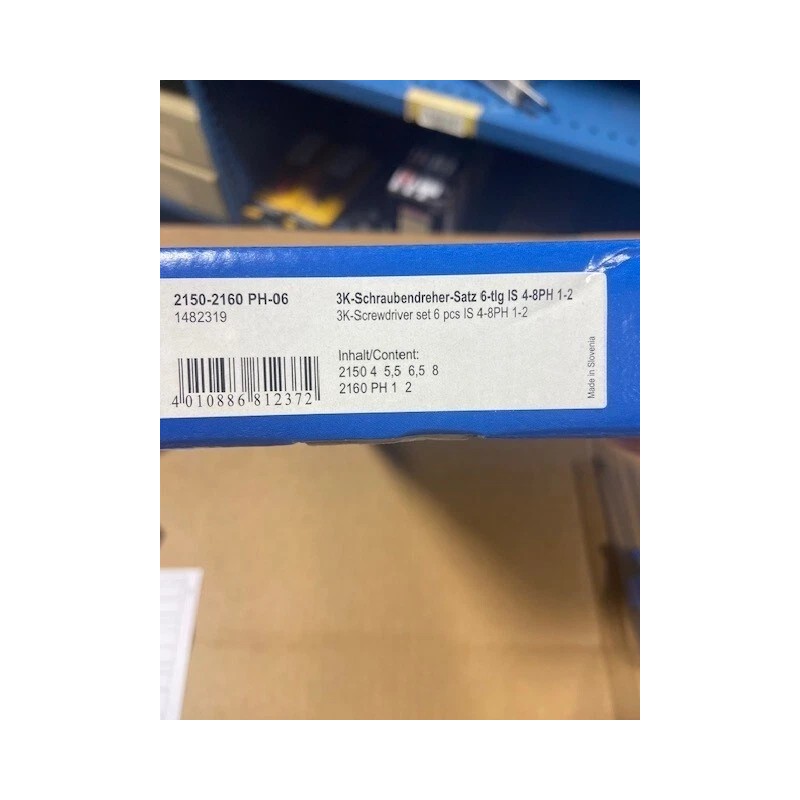 2150-2160 PH-06
1482319
3K-Schraubendreher-Satz 6-tlg IS 4-8PH 1-2
3K-Screwdriver set 6 pcs IS 4-8PH 1-2
Inhalt/Content:
2150 4 5,5 6,5 8
2160 PH 1 2
4 010886 812372
Made in Slovenia